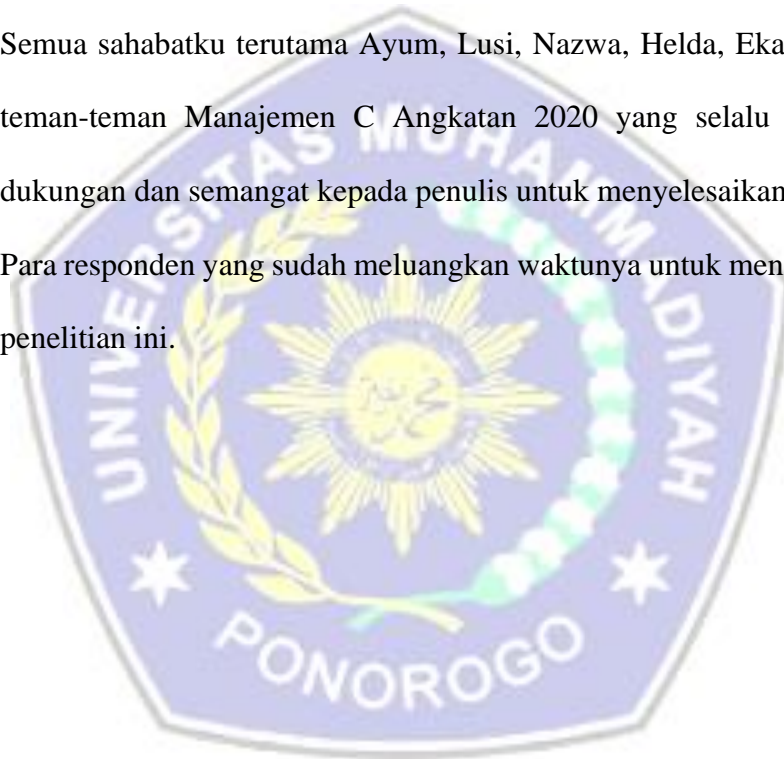 Semua sahabatku terutama Ayum, Lusi, Nazwa, Helda, Eka
teman-teman Manajemen C Angkatan 2020 yang selalu
dukungan dan semangat kepada penulis untuk menyelesaikan
Para responden yang sudah meluangkan waktunya untuk men
penelitian ini.
UNIVERSITAS MUHAMMADIYAH
PONOROGO